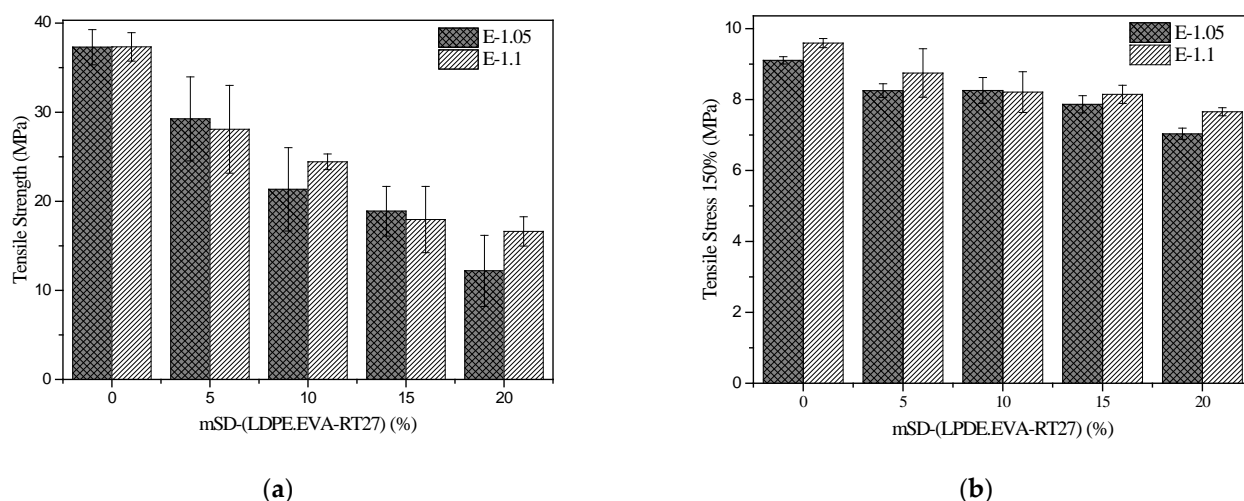 40
30
20
10
0
Tensile Strength (MPa)
E-1.05
E-1.1
0 5 10 15 20
mSD-(LDPE.EVA-RT27) (%)
(a)
10
8
6
4
2
0
Tensile Stress 150% (MPa)
E-1.05
E-1.1
0 5 10 15 20
mSD-(LPDE.EVA-RT27) (%)
(b)